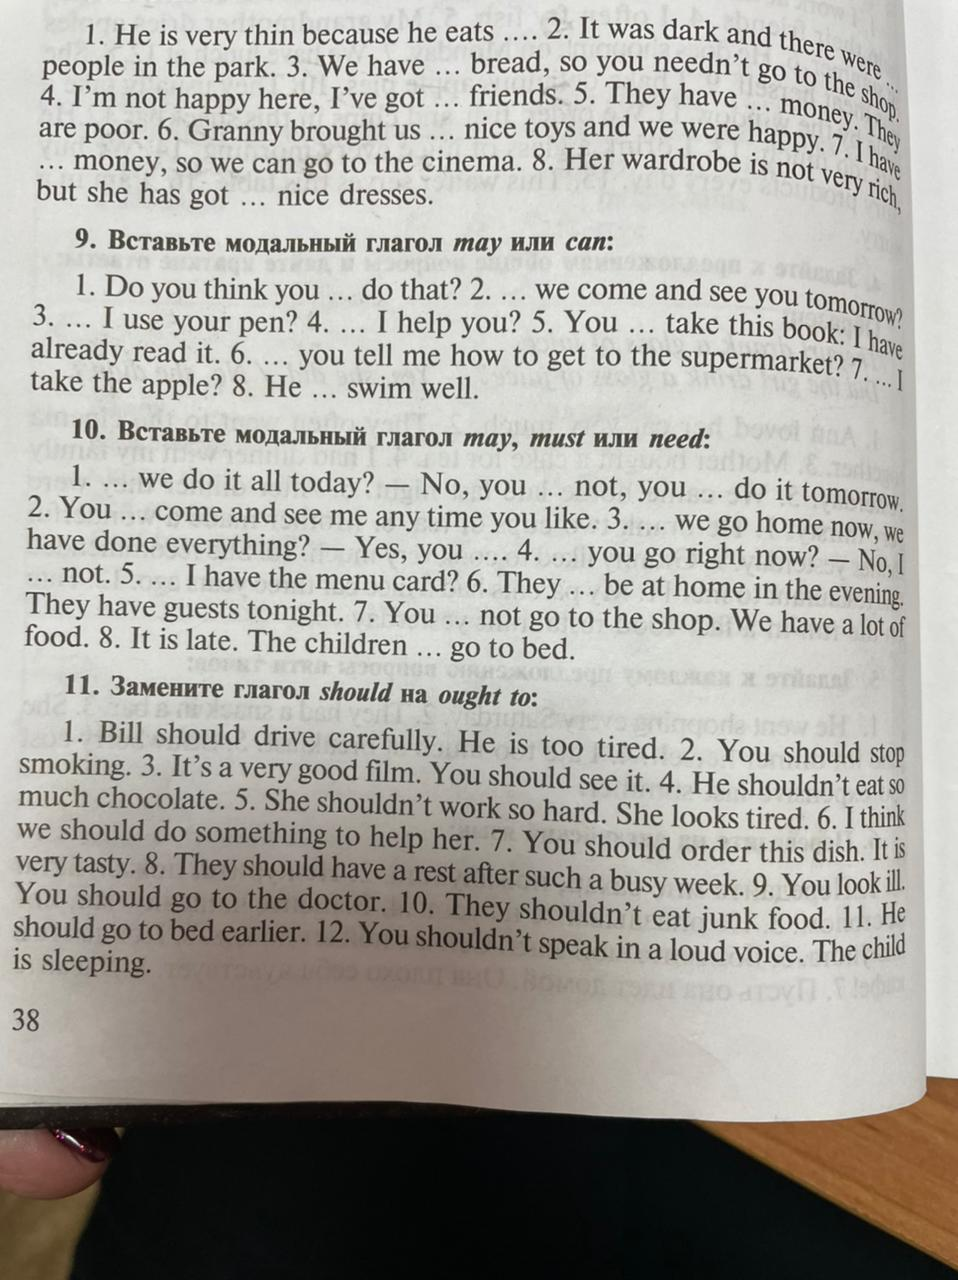 1. He is very thin because he eats .... 2. It was dark and there were ...
people in the park. 3. We have ... bread, so you needn't go to the shop.
4. I'm not happy here, I've got ... friends. 5. They have ... money. They
are poor. 6. Granny brought us ... nice toys and we were happy. 7. I have
... money, so we can go to the cinema. 8. Her wardrobe is not very rich,
but she has got ... nice dresses.
9. Вставьте модальный глагол may или can:
1. Do you think you ... do that? 2. ... we come and see you tomorrow?
3. ... I use your pen? 4. ... I help you? 5. You ... take this book: I have
already read it. 6. ... you tell me how to get to the supermarket? 7. ... I
take the apple? 8. He ... swim well.
10. Вставьте модальный глагол may, must или need:
1. ... we do it all today? — No, you ... not, you ... do it tomorrow.
2. You ... come and see me any time you like. 3. ... we go home now, we
have done everything? — Yes, you .... 4. ... you go right now? — No, I
... not. 5. ... I have the menu card? 6. They ... be at home in the evening.
They have guests tonight. 7. You ... not go to the shop. We have a lot of
food. 8. It is late. The children ... go to bed.
11. Замените глагол should на ought to:
1. Bill should drive carefully. He is too tired. 2. You should stop
smoking. 3. It's a very good film. You should see it. 4. He shouldn't eat so
much chocolate. 5. She shouldn't work so hard. She looks tired. 6. I think
we should do something to help her. 7. You should order this dish. It is
very tasty. 8. They should have a rest after such a busy week. 9. You look ill.
You should go to the doctor. 10. They shouldn't eat junk food. 11. He
should go to bed earlier. 12. You shouldn't speak in a loud voice. The child
is sleeping.
38